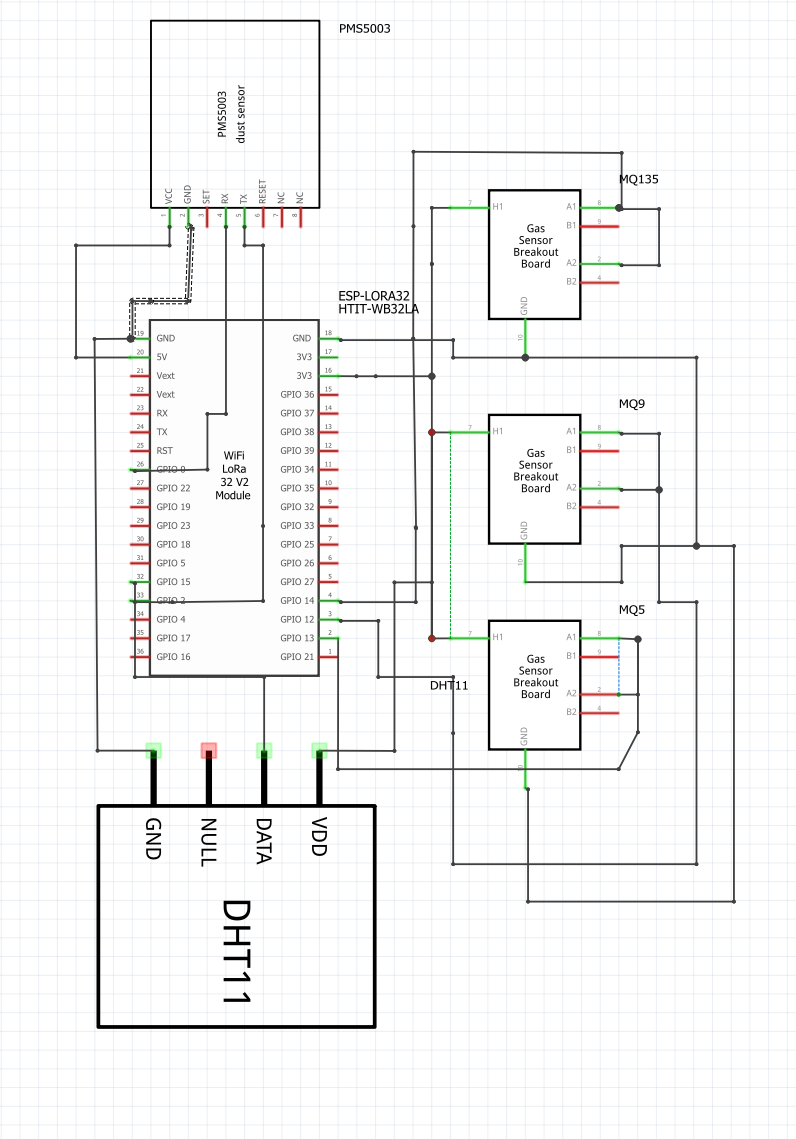 PMS5003
PMS5003
dust sensor
VCC
GND
SET
RX
TX
RESET
NC
NC
1
2
3
4
5
6
7
8
MQ135
7
H1
Gas
Sensor
Breakout
Board
A1
8
B1
9
A2
2
B2
4
GND
10
ESP-LORA32
HTIT-WB32LA
19
GND
20
5V
21
Vext
22
Vext
23
RX
24
TX
25
RST
26
GPIO 0
27
GPIO 22
28
GPIO 19
29
GPIO 23
30
GPIO 18
31
GPIO 5
32
GPIO 15
33
GPIO 2
34
GPIO 4
35
GPIO 17
36
GPIO 16
WiFi
LoRa
32 V2
Module
GND
18
3V3
17
3V3
16
GPIO 36
15
GPIO 37
14
GPIO 38
13
GPIO 39
12
GPIO 34
11
GPIO 35
10
GPIO 32
9
GPIO 33
8
GPIO 25
7
GPIO 26
6
GPIO 27
5
GPIO 14
4
GPIO 12
3
GPIO 13
2
GPIO 21
1
MQ9
7
H1
Gas
Sensor
Breakout
Board
A1
8
B1
9
A2
2
B2
4
GND
10
MQ5
7
H1
Gas
Sensor
Breakout
Board
A1
8
B1
9
A2
2
B2
4
GND
10
DHT11
GND
NULL
DATA
VDD
DHT11